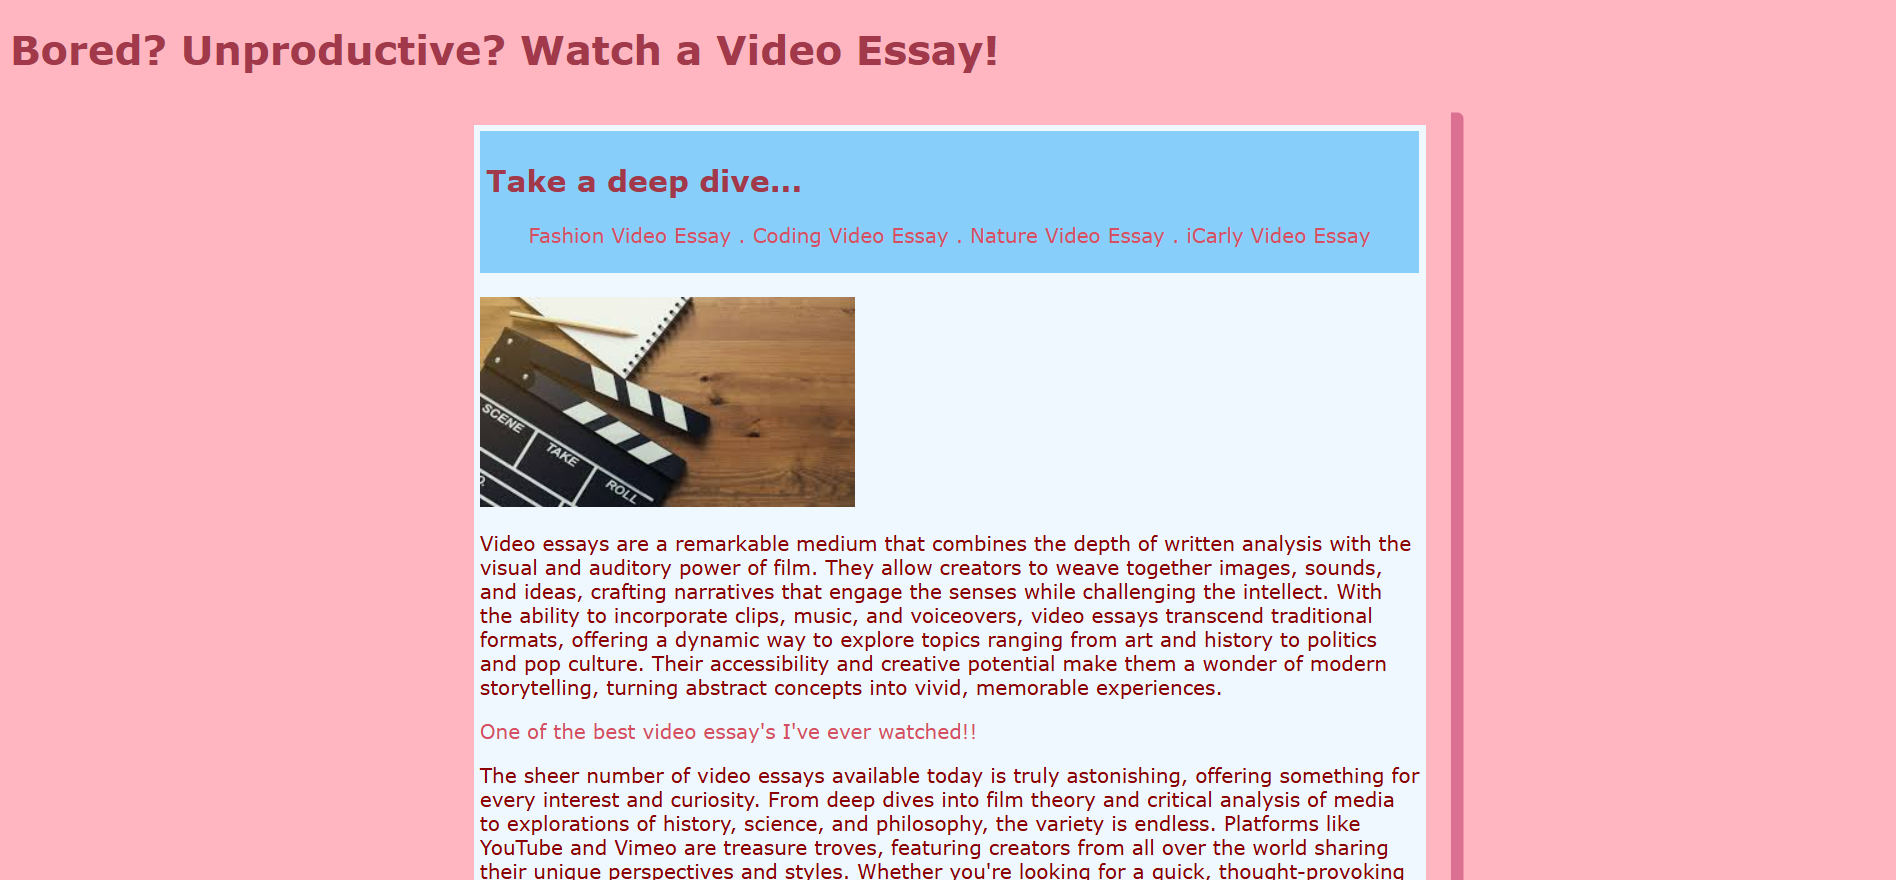 Bored? Unproductive? Watch a Video Essay!
Take a deep dive...
Fashion Video Essay . Coding Video Essay . Nature Video Essay . iCarly Video Essay
SCENE
TAKE
ROLL
Video essays are a remarkable medium that combines the depth of written analysis with the
visual and auditory power of film. They allow creators to weave together images, sounds,
and ideas, crafting narratives that engage the senses while challenging the intellect. With
the ability to incorporate clips, music, and voiceovers, video essays transcend traditional
formats, offering a dynamic way to explore topics ranging from art and history to politics
and pop culture. Their accessibility and creative potential make them a wonder of modern
storytelling, turning abstract concepts into vivid, memorable experiences.
One of the best video essay's I've ever watched!!
The sheer number of video essays available today is truly astonishing, offering something for
every interest and curiosity. From deep dives into film theory and critical analysis of media
to explorations of history, science, and philosophy, the variety is endless. Platforms like
YouTube and Vimeo are treasure troves, featuring creators from all over the world sharing
their unique perspectives and styles. Whether you're looking for a quick, thought-provoking